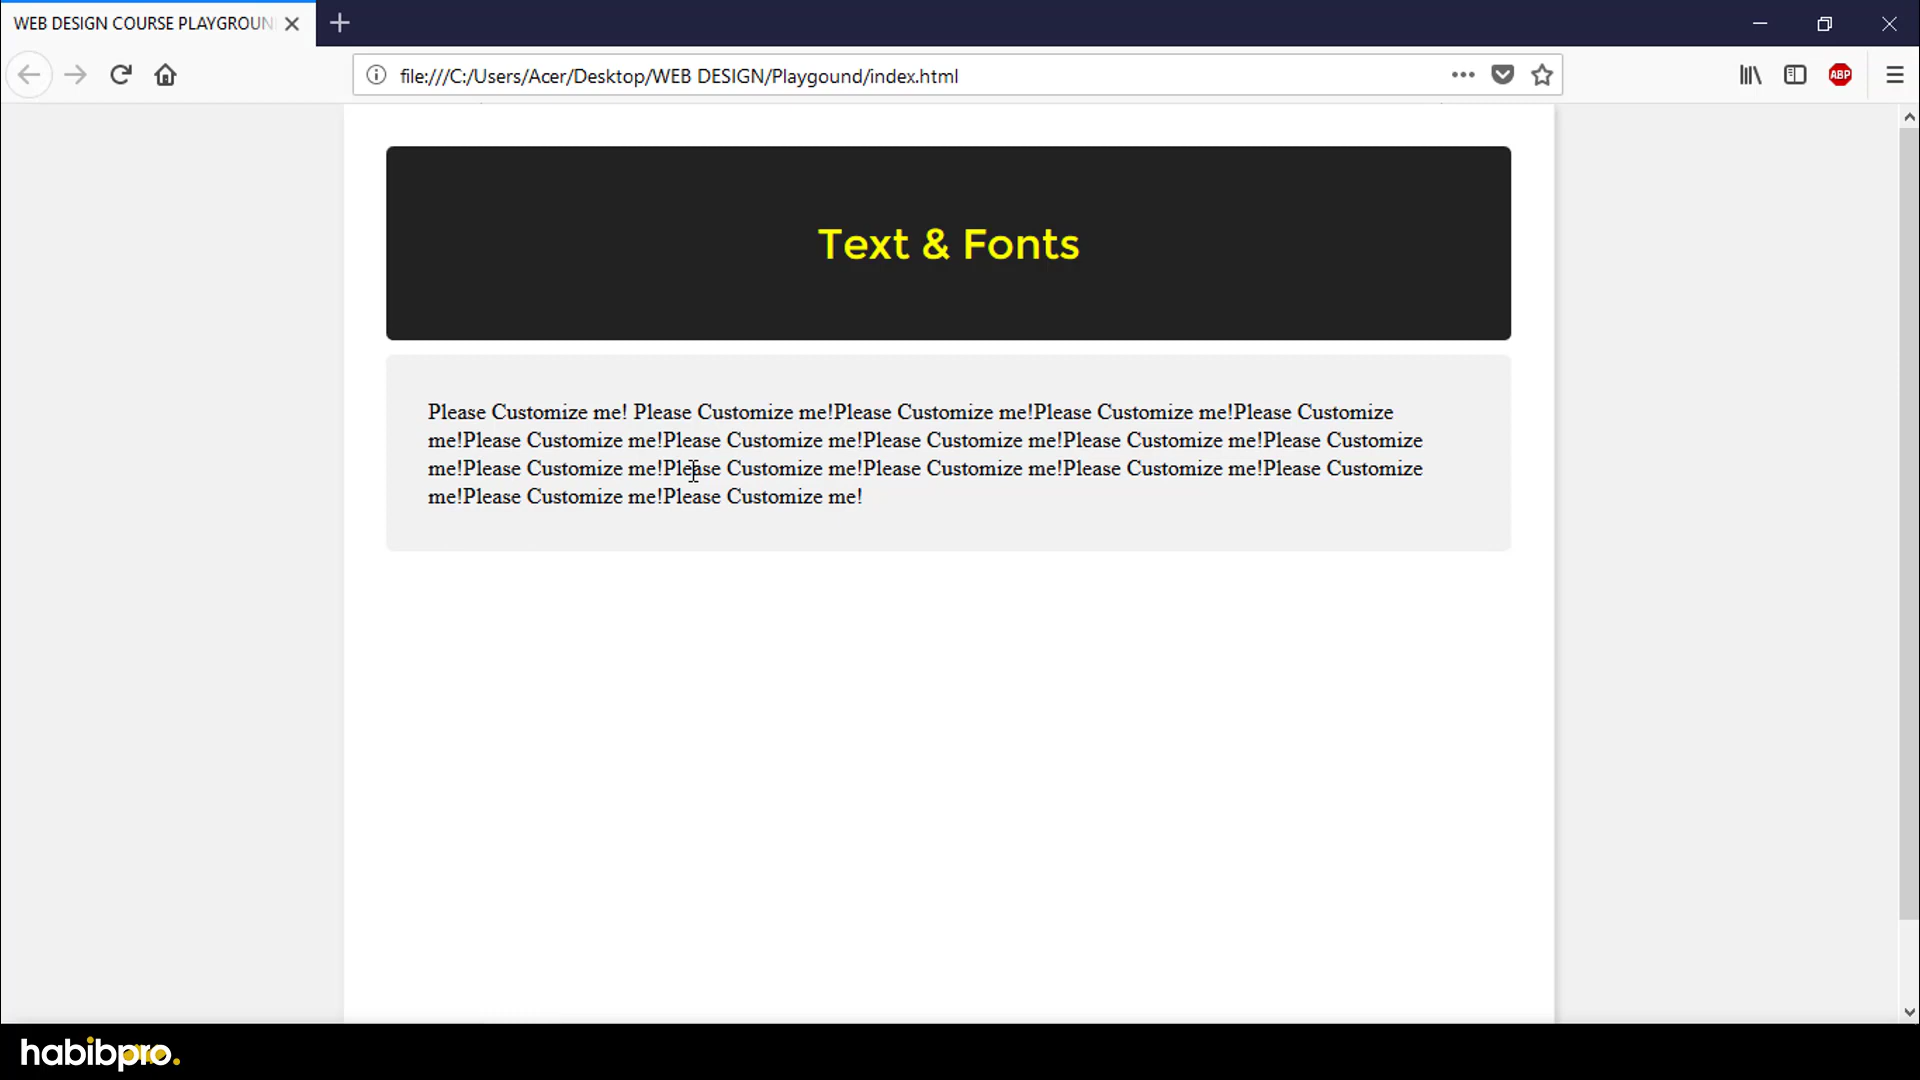 WEB DESIGN COURSE PLAYGROUN
file:///C:/Users/Acer/Desktop/WEB DESIGN/Playgound/index.html
ABP
Text & Fonts
Please Customize me! Please Customize me!Please Customize me!Please Customize me!Please Customize
me!Please Customize me!Please Customize me!Please Customize me!Please Customize me!Please Customize
me!Please Customize me!Please Customize me!Please Customize me!Please Customize me!Please Customize
me!Please Customize me!Please Customize me!
habibpro.